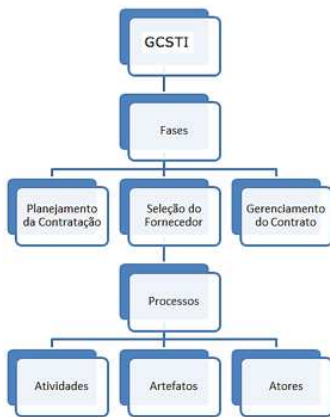 GCSTI
Fases
Planejamento
da Contratação
Seleção do
Fornecedor
Gerenciamento
do Contrato
Processos
Atividades
Artefatos
Atores